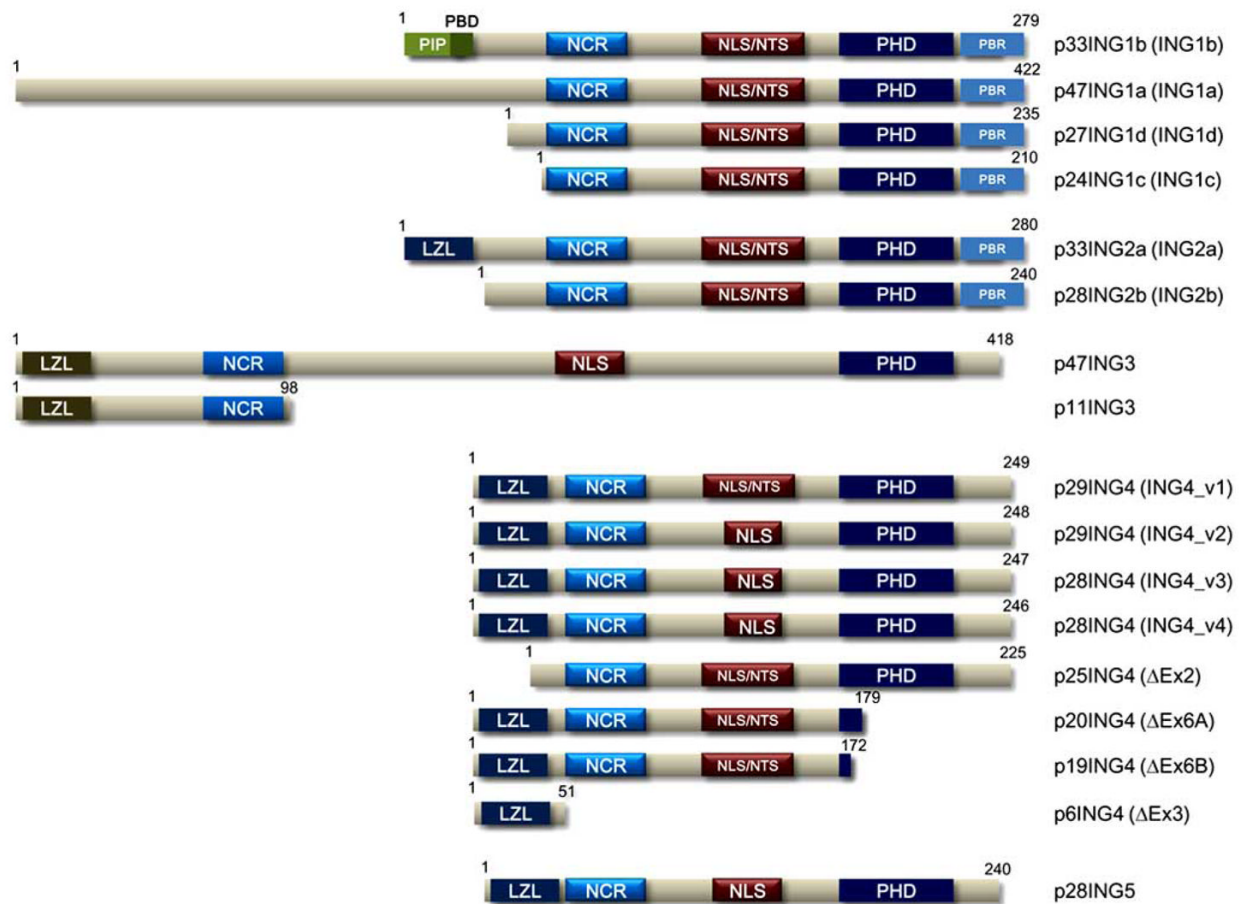 1 PBD 279
PIP NCR NLS/NTS PHD PBR p33ING1b (ING1b)
1 422
NCR NLS/NTS PHD PBR p47ING1a (ING1a)
1 235
NCR NLS/NTS PHD PBR p27ING1d (ING1d)
1 210
NCR NLS/NTS PHD PBR p24ING1c (ING1c)
1 280
LZL NCR NLS/NTS PHD PBR p33ING2a (ING2a)
1 240
NCR NLS/NTS PHD PBR p28ING2b (ING2b)
1 418
LZL NCR NLS PHD p47ING3
1 98
LZL NCR p11ING3
1 249
LZL NCR NLS/NTS PHD p29ING4 (ING4_v1)
1 248
LZL NCR NLS PHD p29ING4 (ING4_v2)
1 247
LZL NCR NLS PHD p28ING4 (ING4_v3)
1 246
LZL NCR NLS PHD p28ING4 (ING4_v4)
1 225
NCR NLS/NTS PHD p25ING4 (ΔEx2)
1 179
LZL NCR NLS/NTS p20ING4 (ΔEx6A)
1 172
LZL NCR NLS/NTS p19ING4 (ΔEx6B)
1 51
LZL p6ING4 (ΔEx3)
1 240
LZL NCR NLS PHD p28ING5